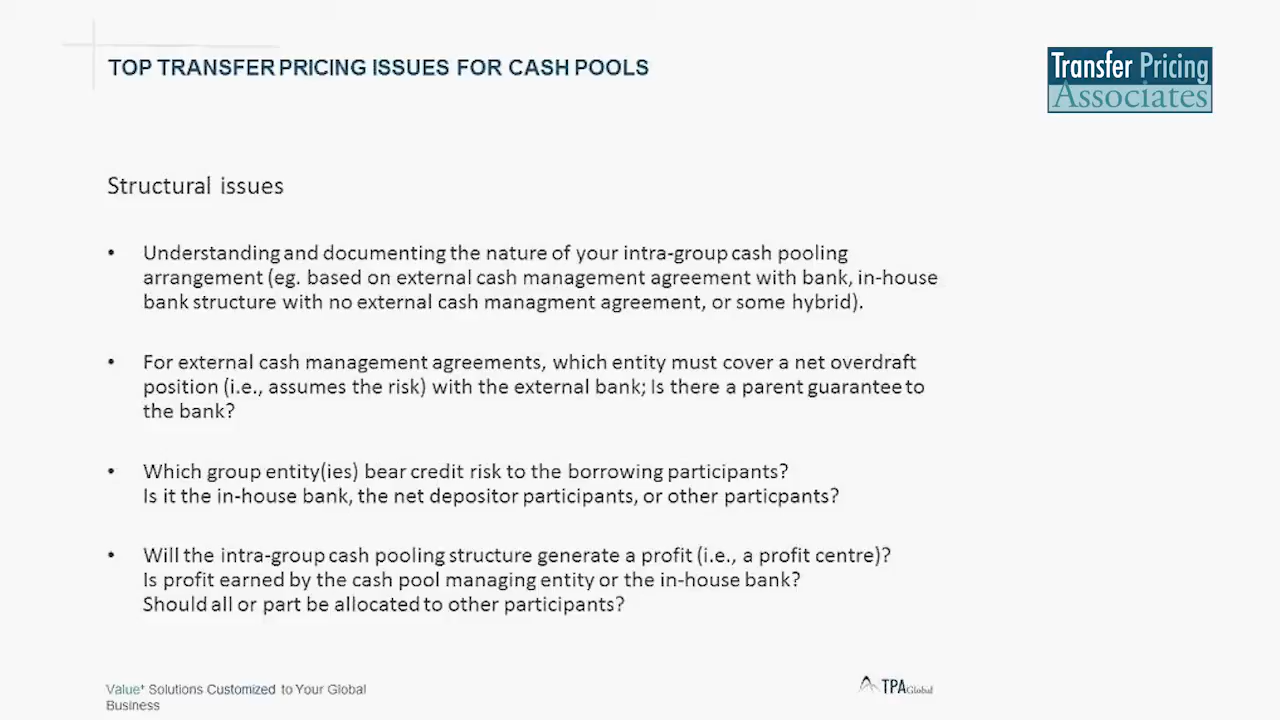 TOP TRANSFER PRICING ISSUES FOR CASH POOLS
Transfer Pricing
Associates
Structural issues
• Understanding and documenting the nature of your intra-group cash pooling
arrangement (eg. based on external cash management agreement with bank, in-house
bank structure with no external cash managment agreement, or some hybrid).
• For external cash management agreements, which entity must cover a net overdraft
position (i.e., assumes the risk) with the external bank; Is there a parent guarantee to
the bank?
• Which group entity(ies) bear credit risk to the borrowing participants?
Is it the in-house bank, the net depositor participants, or other particpants?
• Will the intra-group cash pooling structure generate a profit (i.e., a profit centre)?
Is profit earned by the cash pool managing entity or the in-house bank?
Should all or part be allocated to other participants?
Value+ Solutions Customized to Your Global
Business
TPA Global